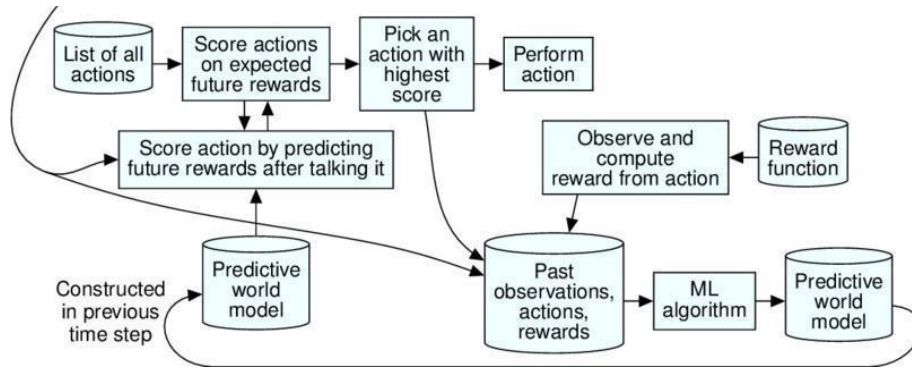 List of all
actions
Score actions
on expected
future rewards
Pick an
action with
highest
score
Perform
action
Score action by predicting
future rewards after talking it
Observe and
compute
reward from action
Reward
function
Constructed
in previous
time step
Predictive
world
model
Past
observations,
actions,
rewards
ML
algorithm
Predictive
world
model